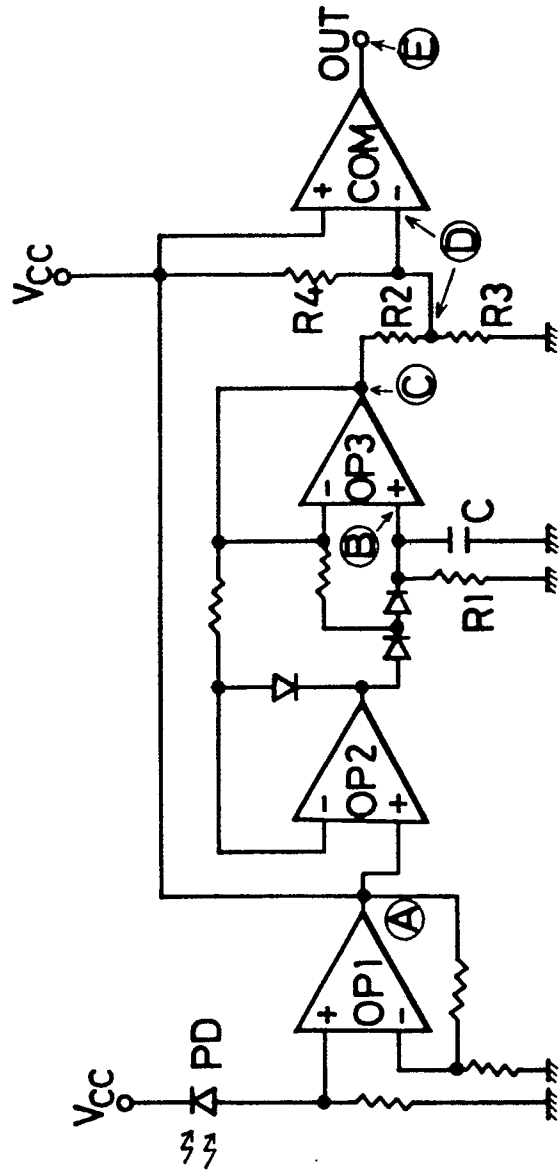 VCC
PD
+
OP1
-
A
-
OP2
+
B
-
OP3
+
C
R1
C
VCC
R4
R2
R3
D
+
COM
-
OUT
E